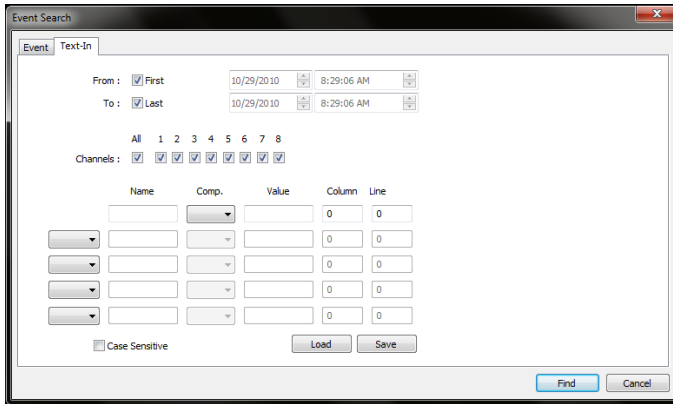 Event Search
Event Text-In
From : First 10/29/2010 8:29:06 AM
To : Last 10/29/2010 8:29:06 AM
All 1 2 3 4 5 6 7 8
Channels :
Name Comp. Value Column Line
0 0
0 0
0 0
0 0
0 0
Case Sensitive Load Save
Find Cancel